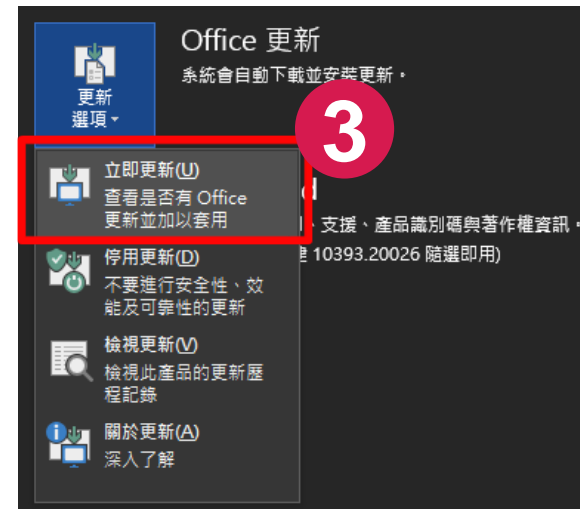 Office 更新
系統會自動下載並安裝更新。
更新
選項
3
立即更新(U)
查看是否有 Office
更新並加以套用
d
、支援、產品識別碼與著作權資訊。
停用更新(D)
10393.20026 隨選即用)
不要進行安全性、效
能及可靠性的更新
檢視更新(V)
檢視此產品的更新歷
程記錄
關於更新(A)
深入了解